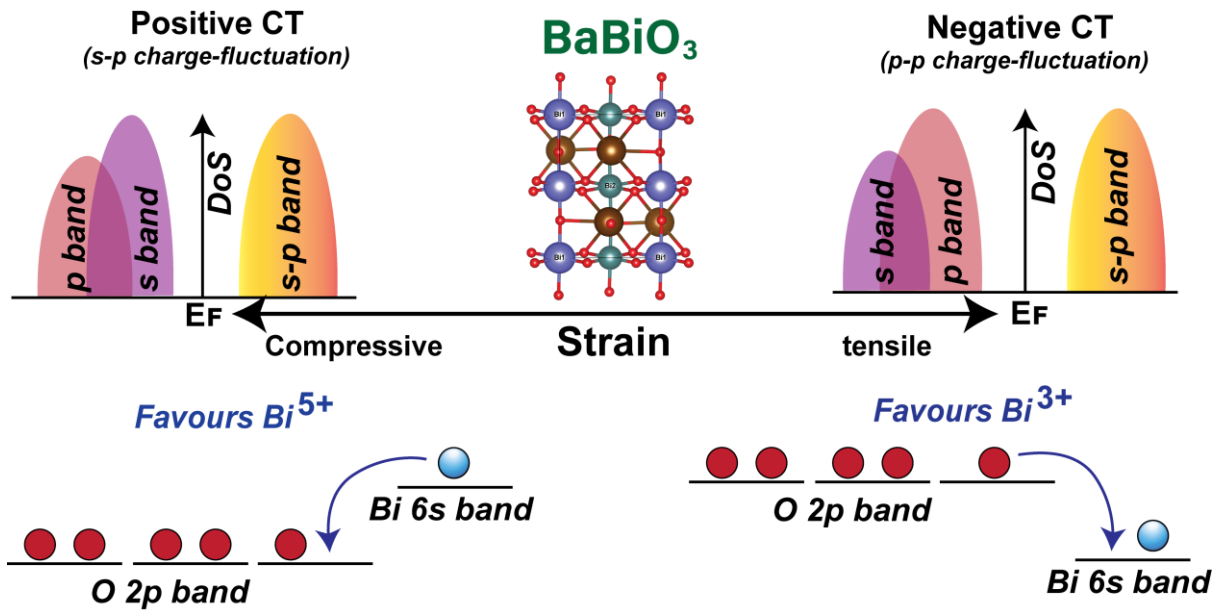 Positive CT
(s-p charge-fluctuation)
p band
s band
DoS
s-p band
EF
BaBiO3
Bi1
Bi1
Bi2
Bi1
Bi1
Negative CT
(p-p charge-fluctuation)
s band
p band
DoS
s-p band
EF
Compressive
Strain
tensile
Favours Bi5+
Bi 6s band
O 2p band
Favours Bi3+
O 2p band
Bi 6s band